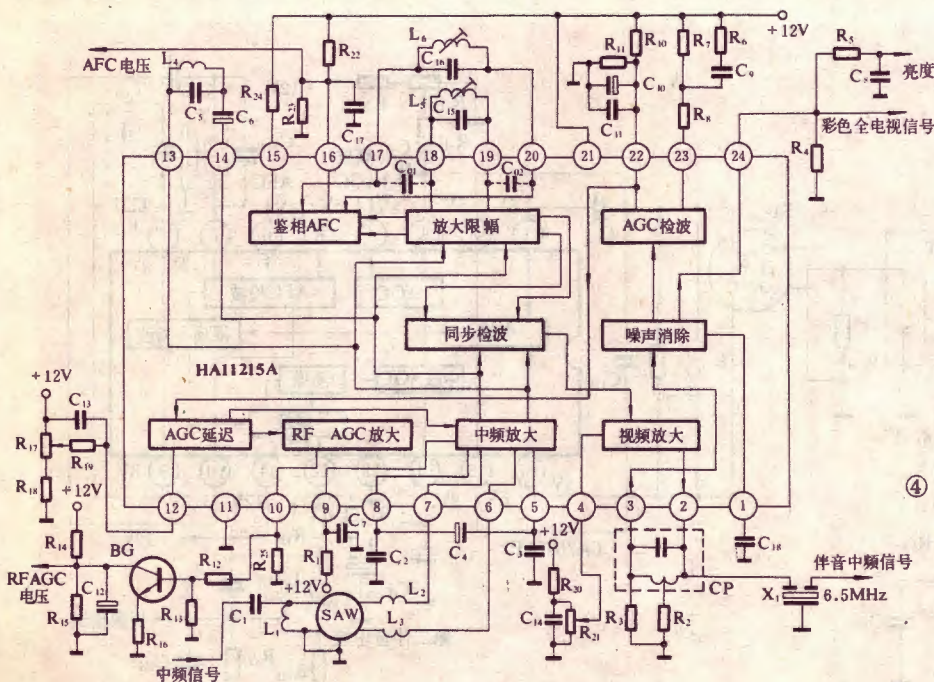 +12V
AFC电压
L₄
C₅
C₆
R₂₄
R₂₂
R₂₃
C₁₇
L₆
C₁₆
L₅
C₁₅
R₁₁
R₁₀
C₁₀
C₁₁
R₇
R₆
C₉
R₈
R₅
C₈
亮度
彩色全电视信号
R₄
13 14 15 16 17 18 19 20 21 22 23 24
C₀₁
C₀₂
鉴相AFC
放大限幅
AGC检波
同步检波
噪声消除
HA11215A
AGC延迟
RF AGC放大
中频放大
视频放大
12 11 10 9 8 7 6 5 4 3 2 1
+12V
C₁₃
R₁₇
R₁₉
R₁₈
+12V
R₁₄
BG
RFAGC
电压
R₁₅
C₁₂
R₁₆
R₁₂
R₁₃
R₂₅
C₁
L₁
中频信号
R₁
C₇
+12V
SAW
C₂
L₂
L₃
C₄
C₃
+12V
R₂₀
C₁₄
R₂₁
R₃
R₂
CP
C₁₈
X₁
6.5MHz
伴音中频信号
④